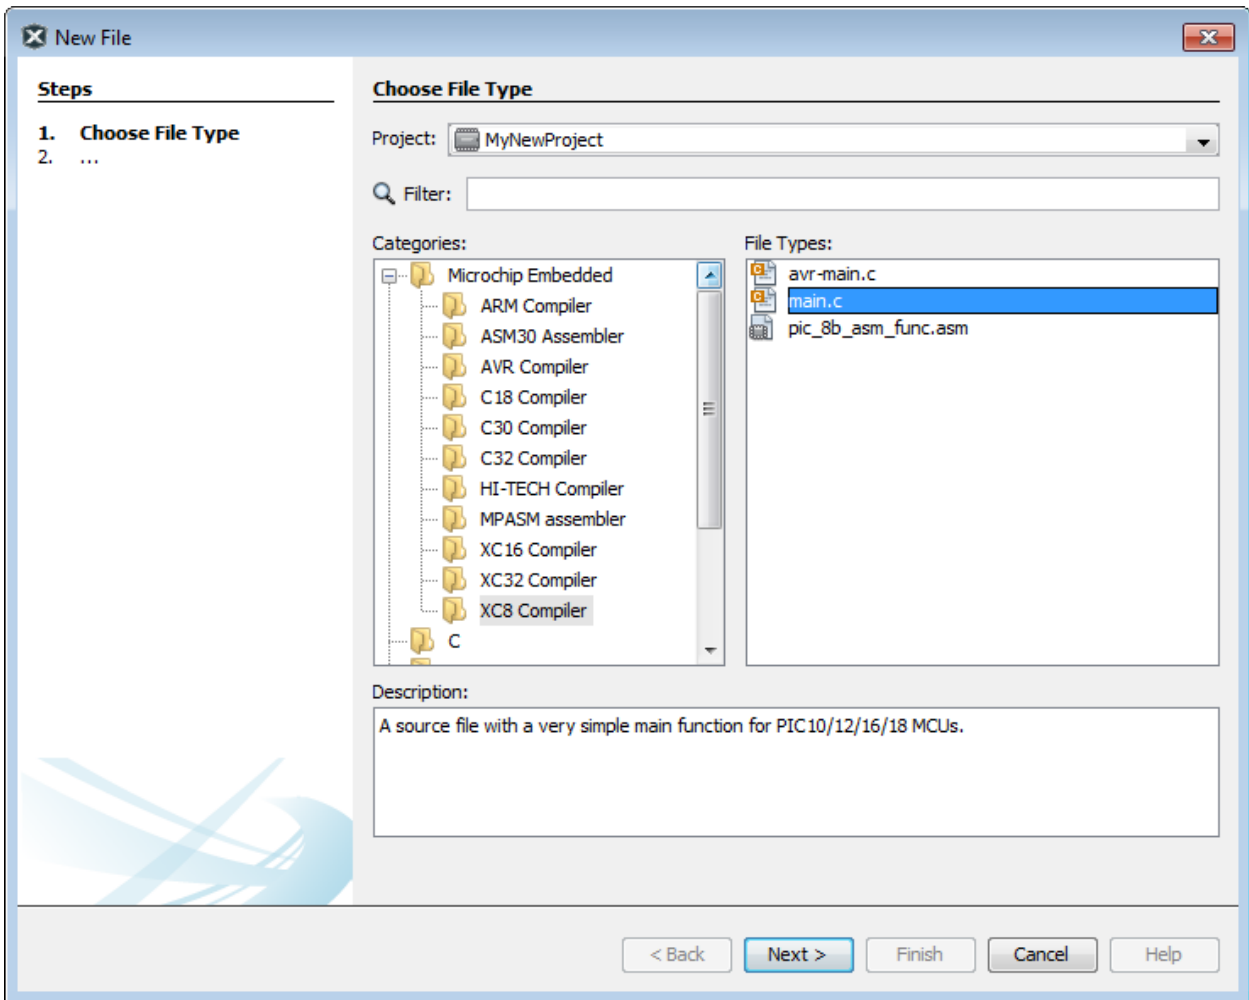 New File
Steps
1. Choose File Type
2. ...
Choose File Type
Project: MyNewProject
Filter:
Categories:
Microchip Embedded
ARM Compiler
ASM30 Assembler
AVR Compiler
C18 Compiler
C30 Compiler
C32 Compiler
HI-TECH Compiler
MPASM assembler
XC16 Compiler
XC32 Compiler
XC8 Compiler
C
File Types:
avr-main.c
main.c
pic_8b_asm_func.asm
Description:
A source file with a very simple main function for PIC10/12/16/18 MCUs.
< Back Next > Finish Cancel Help